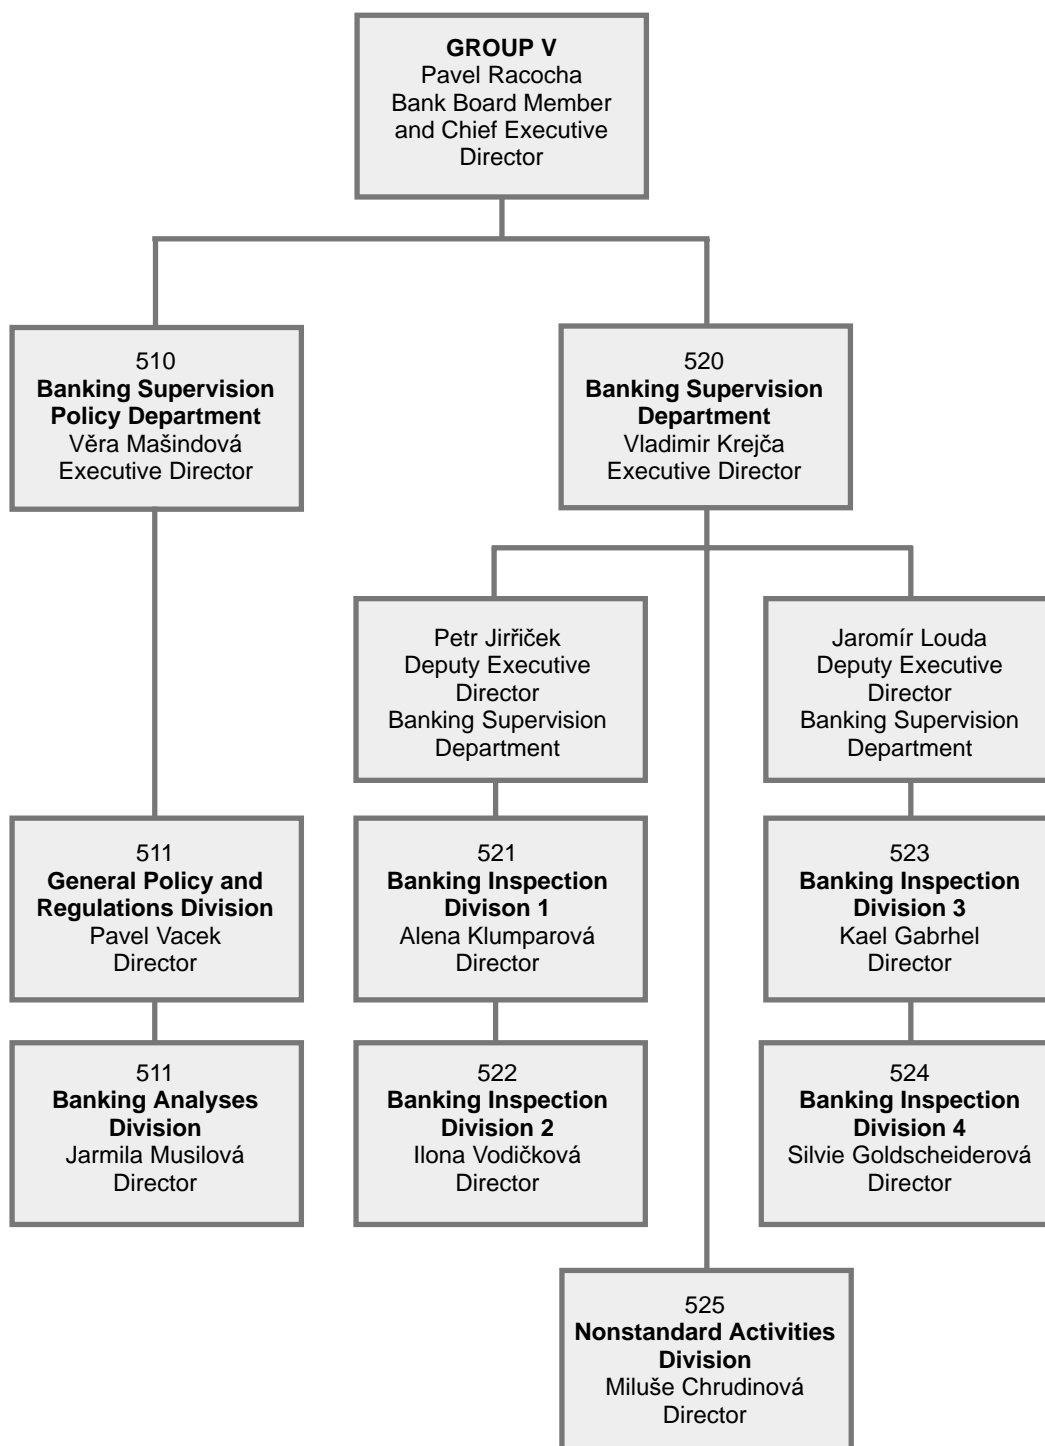 GROUP V
Pavel Racocha
Bank Board Member
and Chief Executive
Director
510
Banking Supervision
Policy Department
Věra Mašindová
Executive Director
520
Banking Supervision
Department
Vladimir Krejča
Executive Director
Petr Jirřiček
Deputy Executive
Director
Banking Supervision
Department
Jaromír Louda
Deputy Executive
Director
Banking Supervision
Department
511
General Policy and
Regulations Division
Pavel Vacek
Director
521
Banking Inspection
Divison 1
Alena Klumparová
Director
523
Banking Inspection
Division 3
Kael Gabrhel
Director
511
Banking Analyses
Division
Jarmila Musilová
Director
522
Banking Inspection
Division 2
Ilona Vodičková
Director
524
Banking Inspection
Division 4
Silvie Goldscheiderová
Director
525
Nonstandard Activities
Division
Miluše Chrudinová
Director